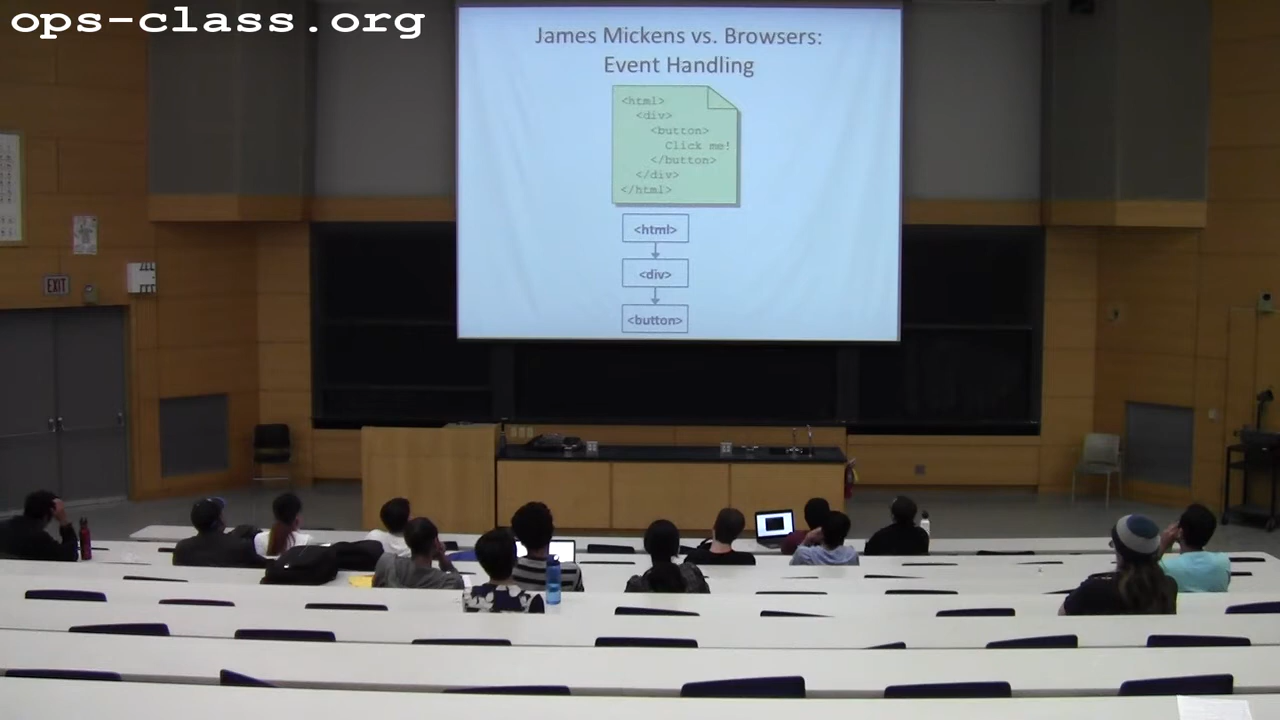 ops-class.org
James Mickens vs. Browsers:
Event Handling
<html>
<div>
<button>
Click me!
</button>
</div>
</html>
<html>
<div>
<button>
EXIT